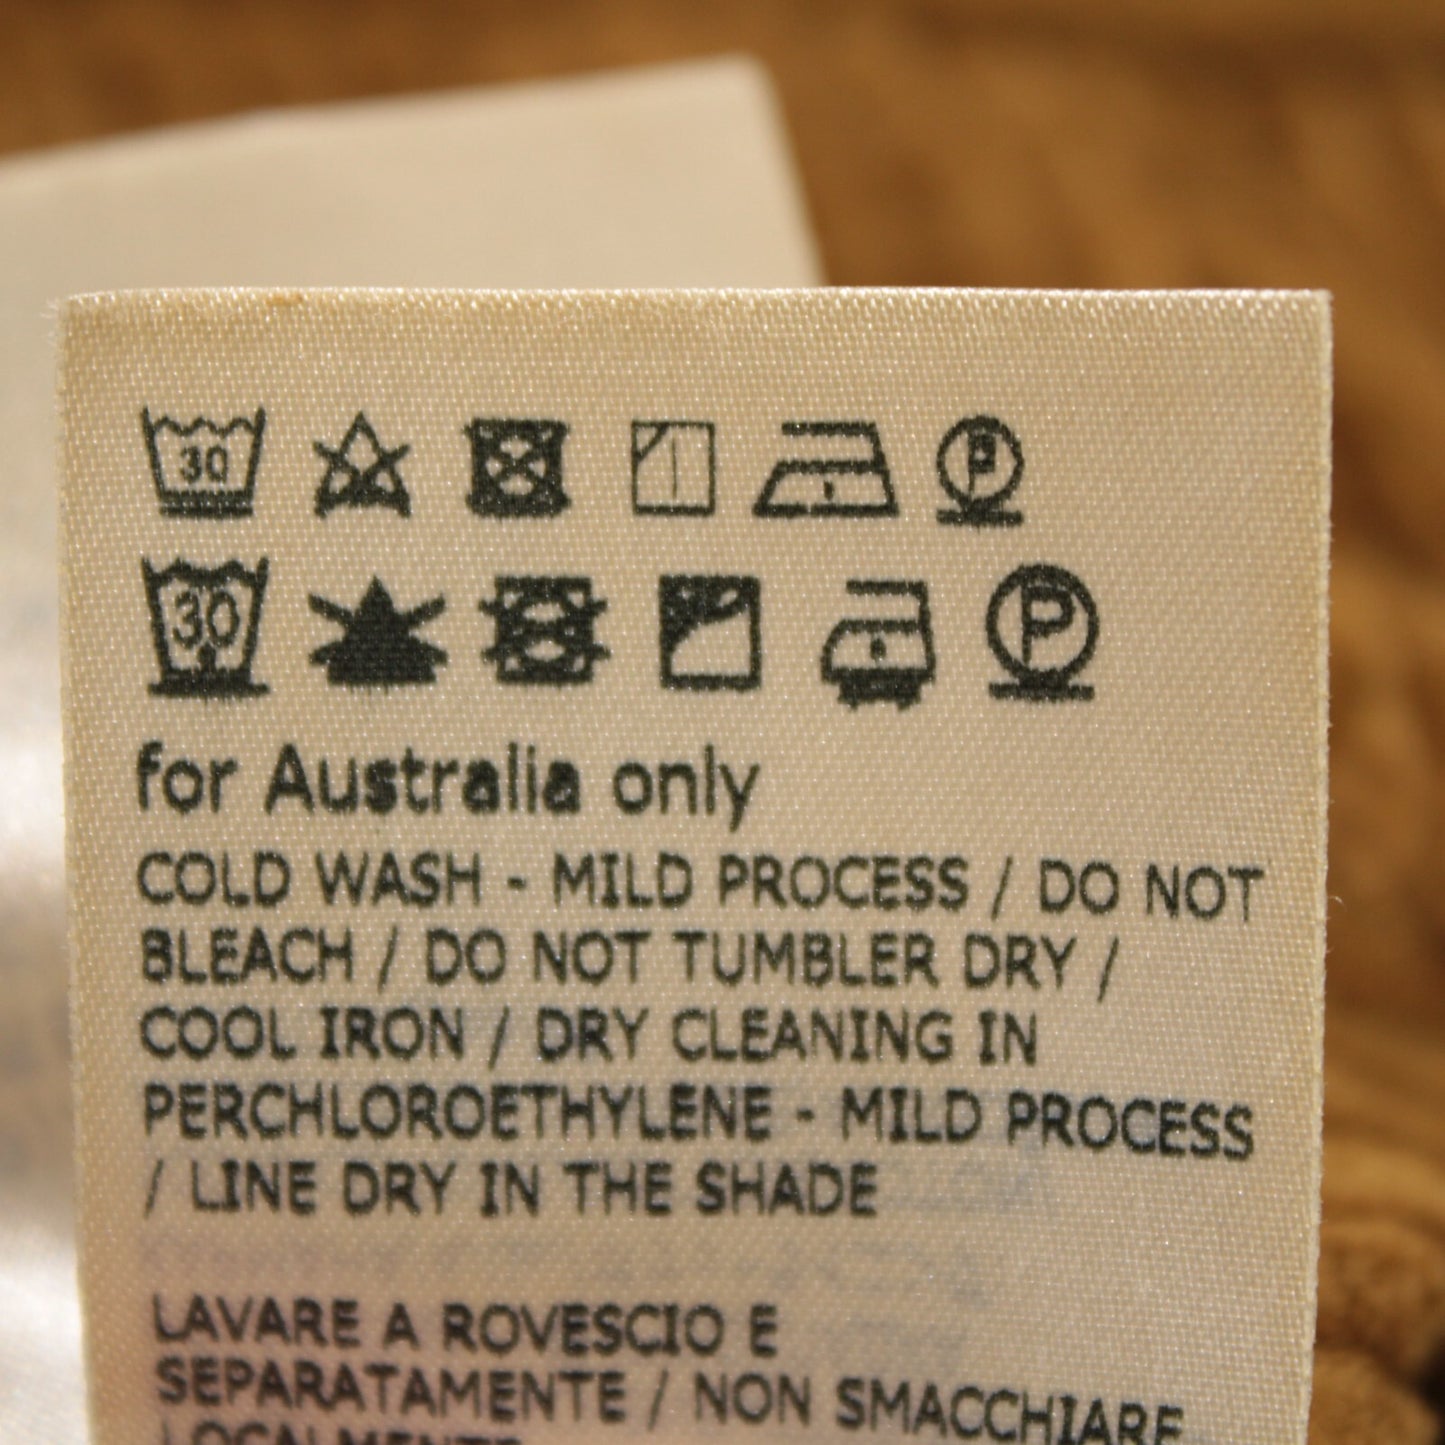 30
P
30
P
for Australia only
COLD WASH - MILD PROCESS / DO NOT
BLEACH / DO NOT TUMBLER DRY /
COOL IRON / DRY CLEANING IN
PERCHLOROETHYLENE - MILD PROCESS
/ LINE DRY IN THE SHADE
LAVARE A ROVESCIO E
SEPARATAMENTE / NON SMACCHIARE
LOCALMENTE